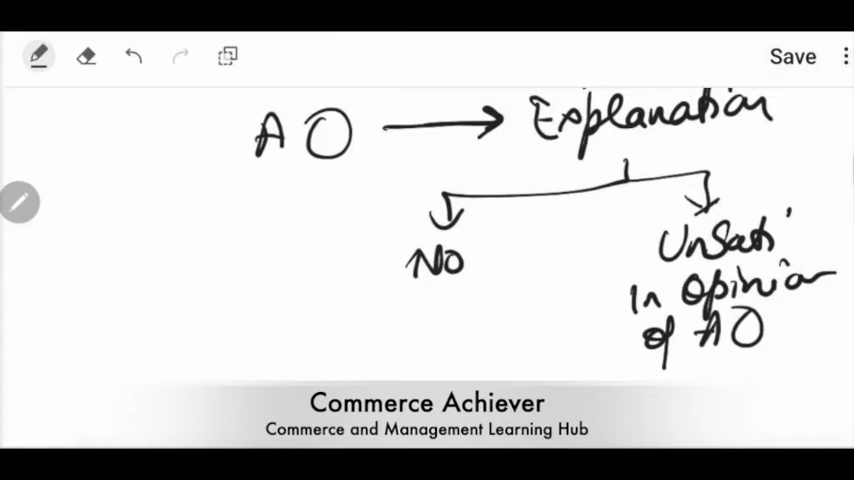 Save
AO → Explanation
No
Unsati
In Opinion
of AO
Commerce Achiever
Commerce and Management Learning Hub